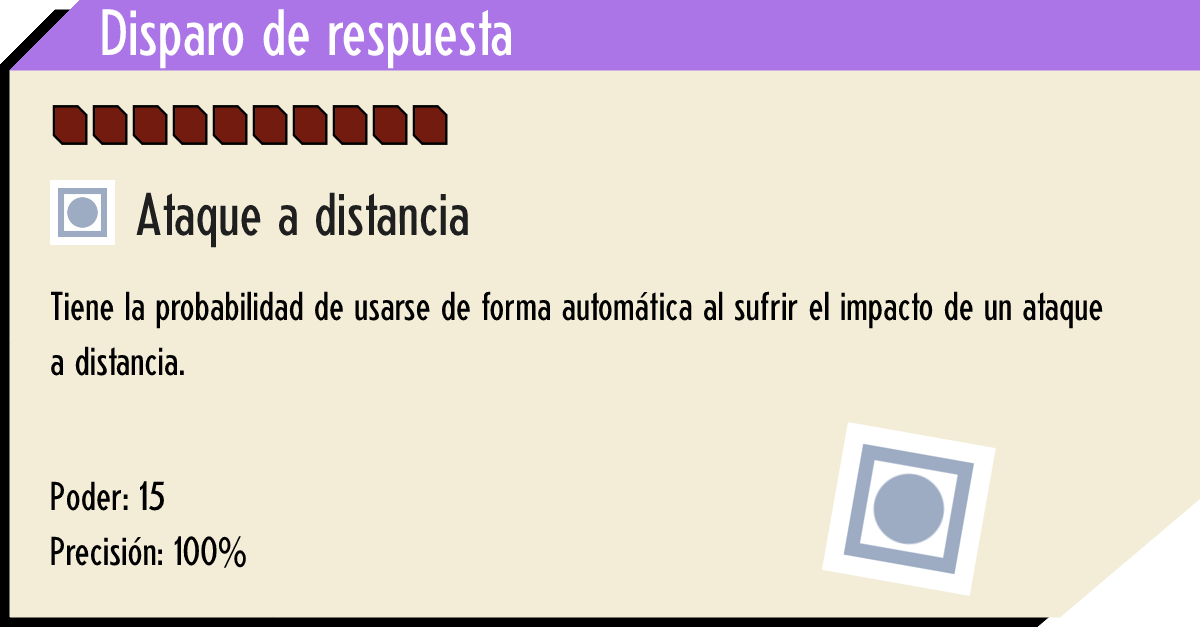 Disparo de respuesta
Ataque a distancia
Tiene la probabilidad de usarse de forma automática al sufrir el impacto de un ataque
a distancia.
Poder: 15
Precisión: 100%